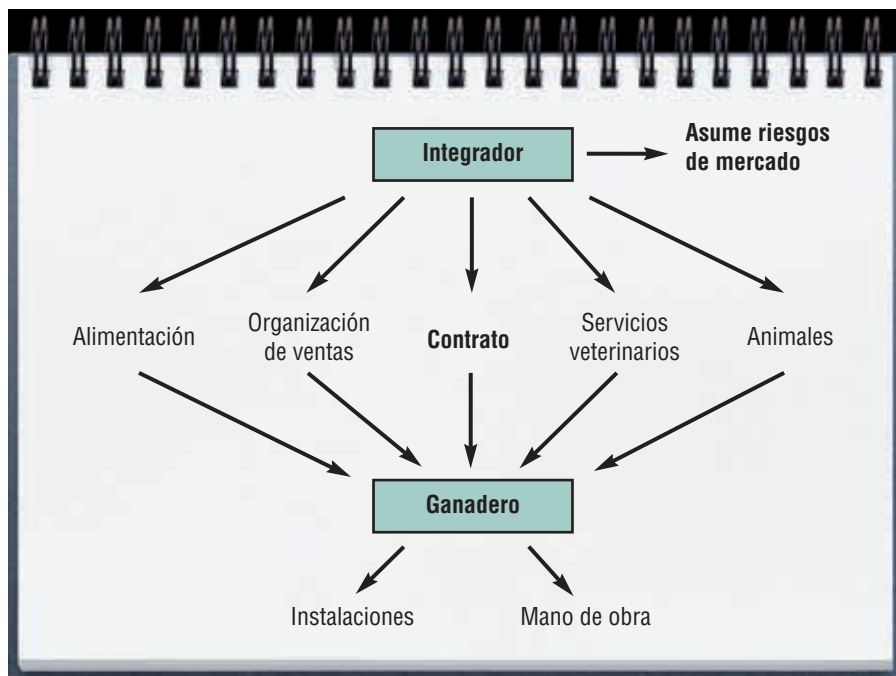 Integrador
Asume riesgos
de mercado
Alimentación
Organización
de ventas
Contrato
Servicios
veterinarios
Animales
Ganadero
Instalaciones
Mano de obra